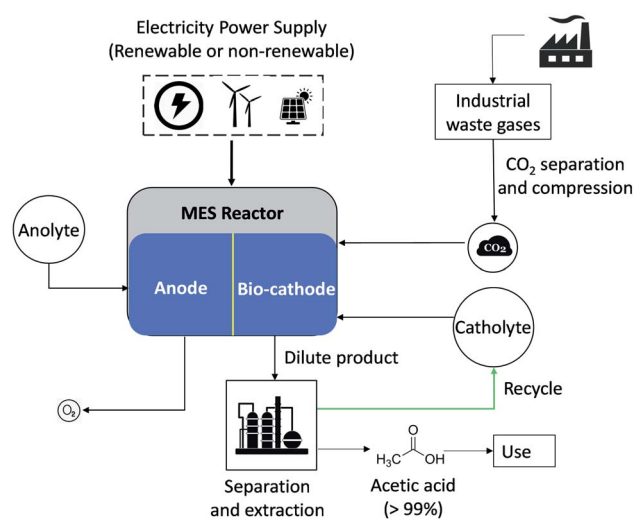 Electricity Power Supply
(Renewable or non-renewable)
Industrial
waste gases
CO₂ separation
and compression
MES Reactor
Anolyte
CO₂
Anode
Bio-cathode
Catholyte
Dilute product
Recycle
O₂
O
H₃C
OH
Use
Separation
and extraction
Acetic acid
(> 99%)